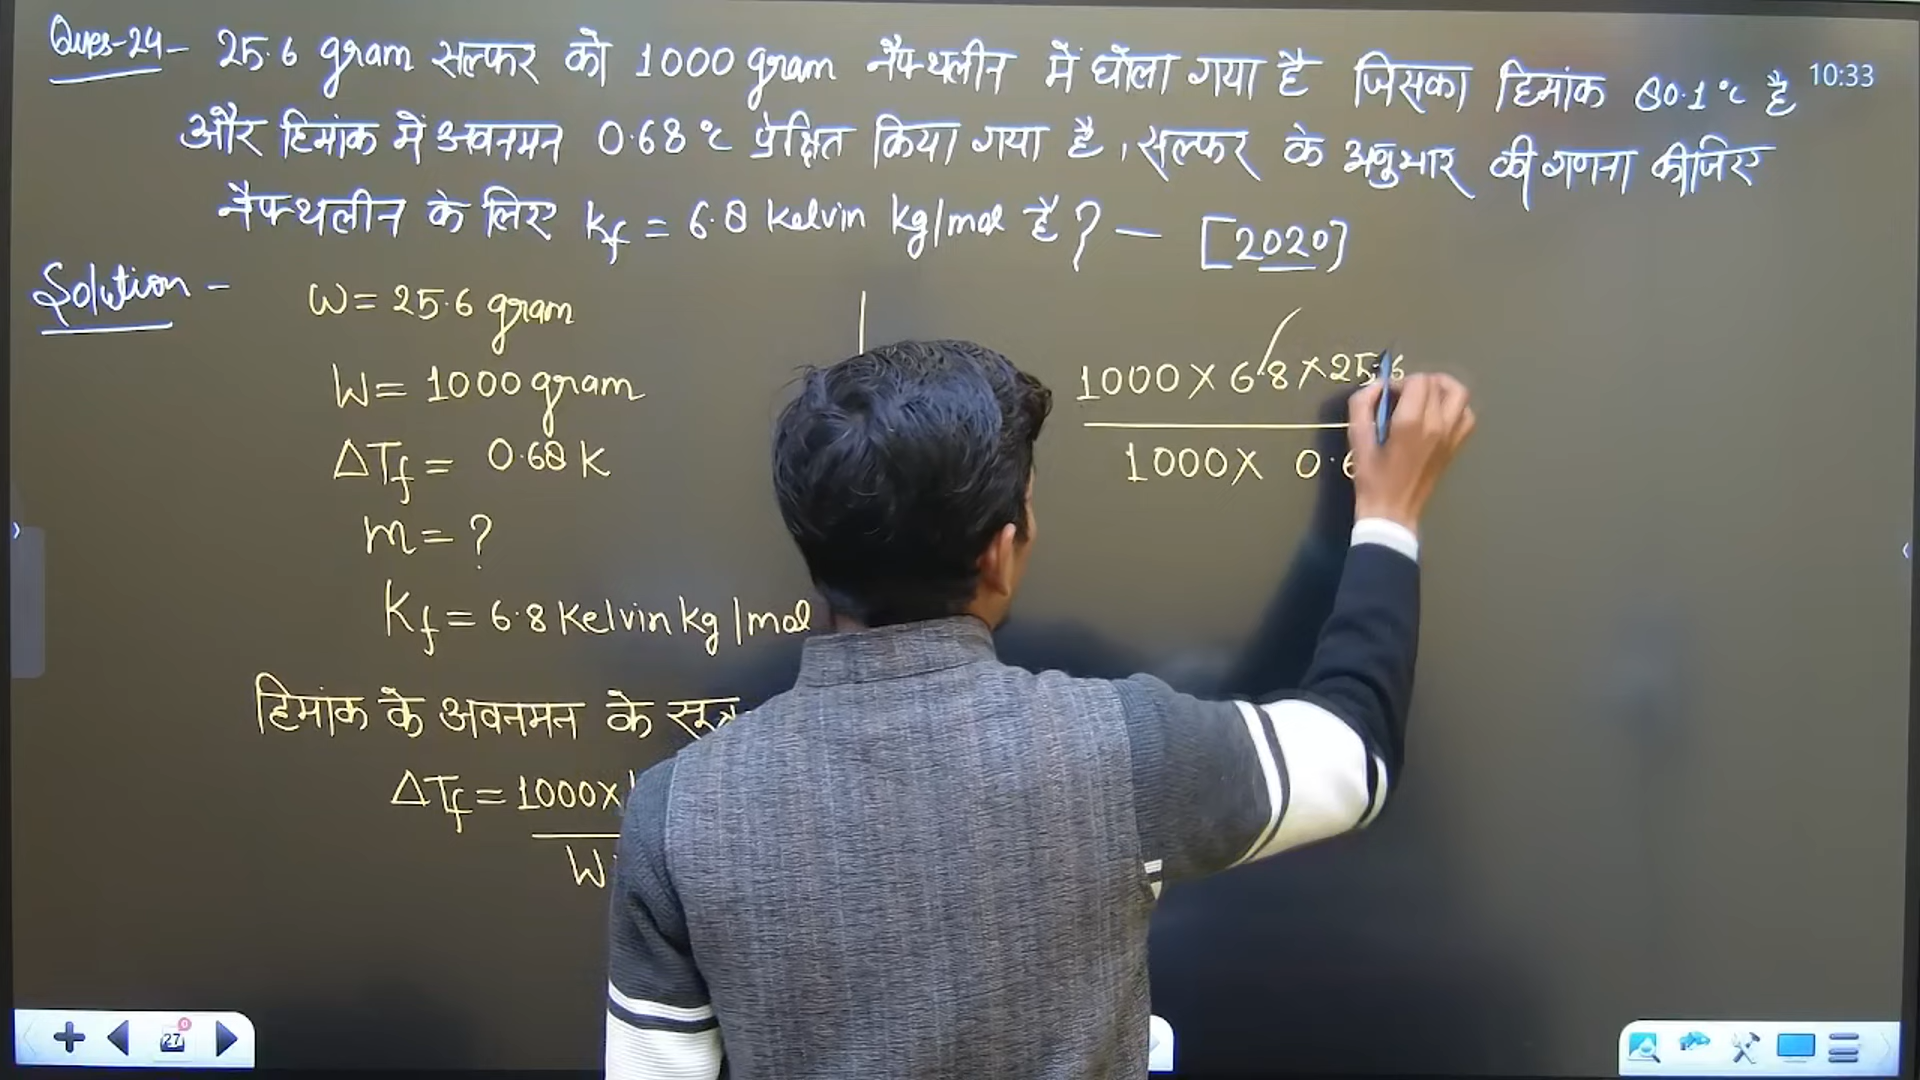 Ques-24- 25.6 gram सल्फर को 1000 gram नैफ्थलीन में घोला गया है जिसका हिमांक 80.1°C है
10:33
और हिमांक में अवनमन 0.68°C प्रेक्षित किया गया है, सल्फर के अणुभार की गणना कीजिए
नैफ्थलीन के लिए Kf = 6.8 Kelvin kg/mol है? — [2020]
Solution -
w = 25.6 gram
W = 1000 gram
ΔTf = 0.68 K
m = ?
Kf = 6.8 Kelvin kg/mol
हिमांक के अवनमन के सूत्र
ΔTf = 1000×
W
1000 × 6.8 × 25.6
1000 × 0.6
27
0